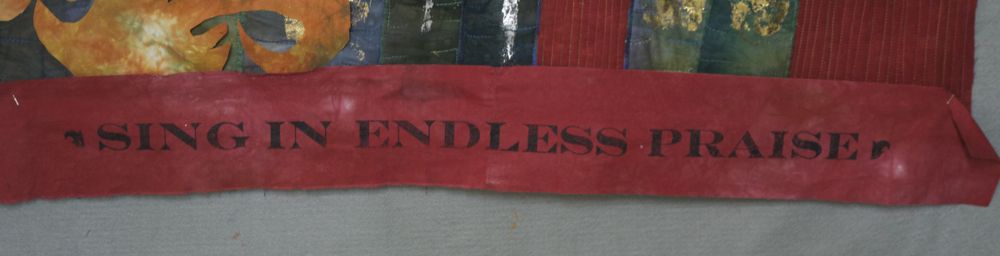 SING IN ENDLESS PRAISE